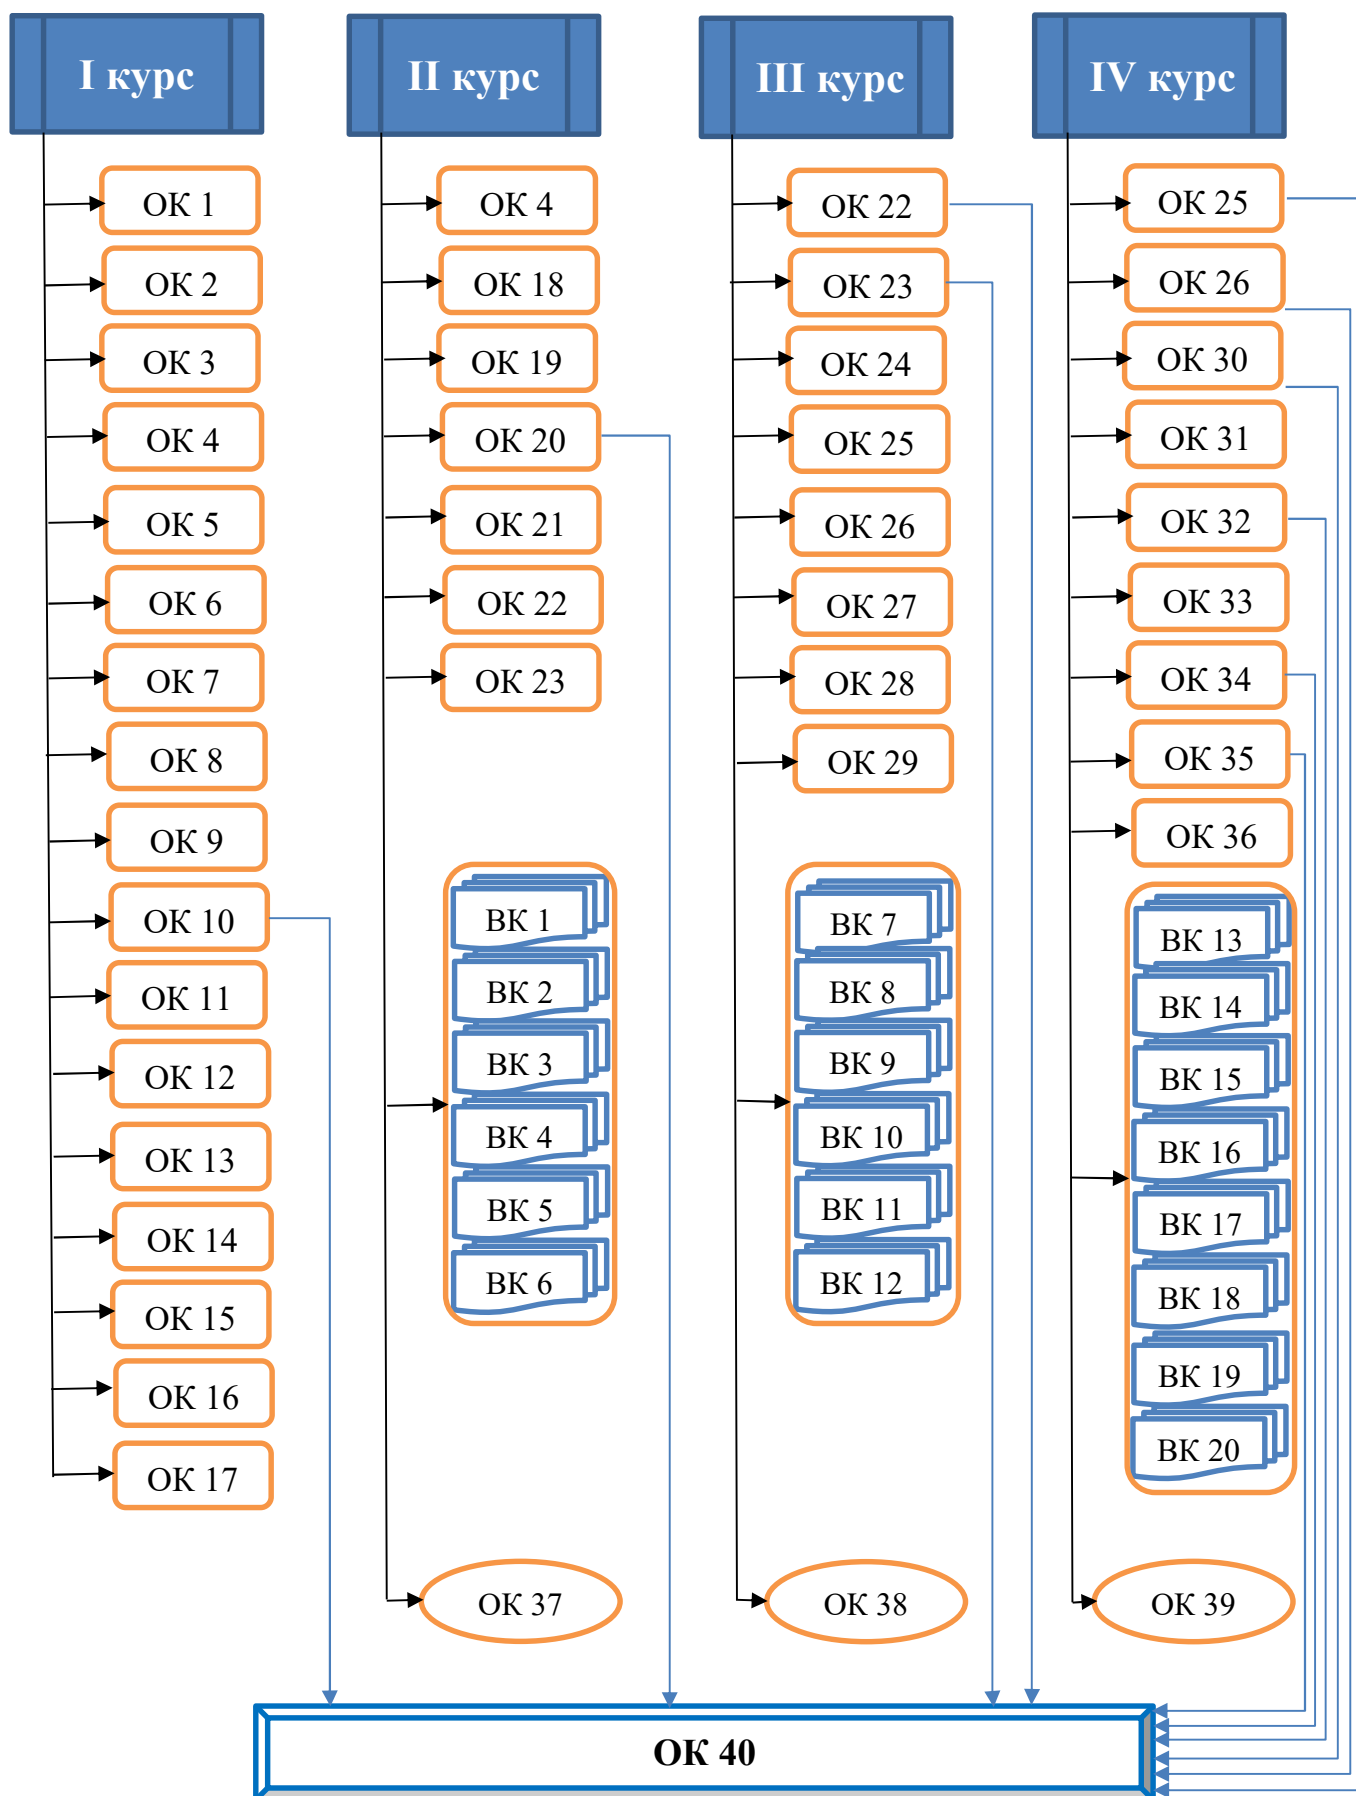 I курс
ОК 1
ОК 2
ОК 3
ОК 4
ОК 5
ОК 6
ОК 7
ОК 8
ОК 9
ОК 10
ОК 11
ОК 12
ОК 13
ОК 14
ОК 15
ОК 16
ОК 17
II курс
ОК 4
ОК 18
ОК 19
ОК 20
ОК 21
ОК 22
ОК 23
ВК 1
ВК 2
ВК 3
ВК 4
ВК 5
ВК 6
ОК 37
III курс
ОК 22
ОК 23
ОК 24
ОК 25
ОК 26
ОК 27
ОК 28
ОК 29
ВК 7
ВК 8
ВК 9
ВК 10
ВК 11
ВК 12
ОК 38
IV курс
ОК 25
ОК 26
ОК 30
ОК 31
ОК 32
ОК 33
ОК 34
ОК 35
ОК 36
ВК 13
ВК 14
ВК 15
ВК 16
ВК 17
ВК 18
ВК 19
ВК 20
ОК 39
ОК 40